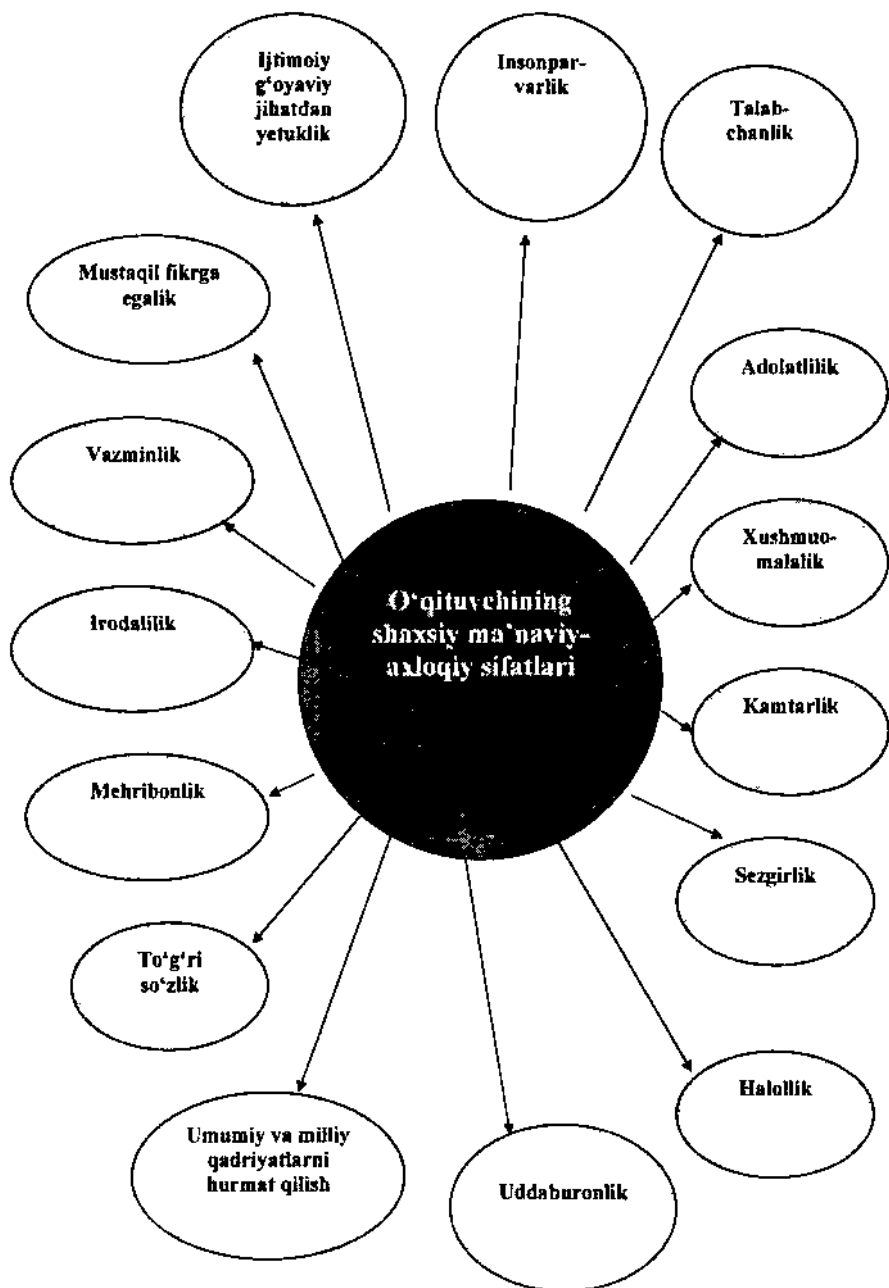 Ijtimoiy
g‘oyaviy
jihatdan
yetuklik
Insonpar-
varlik
Talab-
chanlik
Mustaqil fikrga
egalik
Adolatlilik
Vazminlik
Xushmuo-
malalik
O‘qituvchining
shaxsiy ma’naviy-
axloqiy sifatlari
Irodalilik
Kamtarlik
Mehribonlik
Sezgirlik
To‘g‘ri
so‘zlik
Halollik
Umumiy va milliy
qadriyatlarni
hurmat qilish
Uddaburonlik